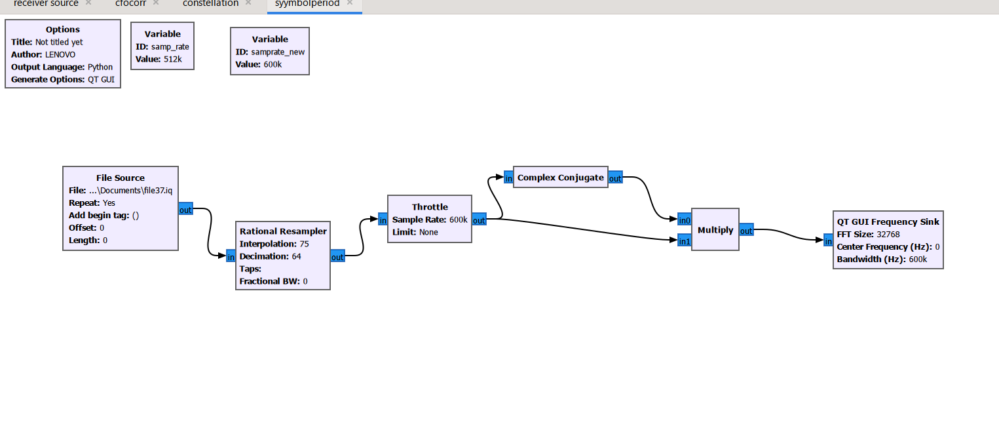 receiver source × cfocorr × constellation × syymbolperiod ×
Options
Title: Not titled yet
Author: LENOVO
Output Language: Python
Generate Options: QT GUI
Variable
ID: samp_rate
Value: 512k
Variable
ID: samprate_new
Value: 600k
File Source
File: ...\Documents\file37.iq
Repeat: Yes
Add begin tag: ()
Offset: 0
Length: 0
out
in
Rational Resampler
Interpolation: 75
Decimation: 64
Taps:
Fractional BW: 0
out
in
Throttle
Sample Rate: 600k
Limit: None
out
in
Complex Conjugate
out
in0
in1
Multiply
out
in
QT GUI Frequency Sink
FFT Size: 32768
Center Frequency (Hz): 0
Bandwidth (Hz): 600k